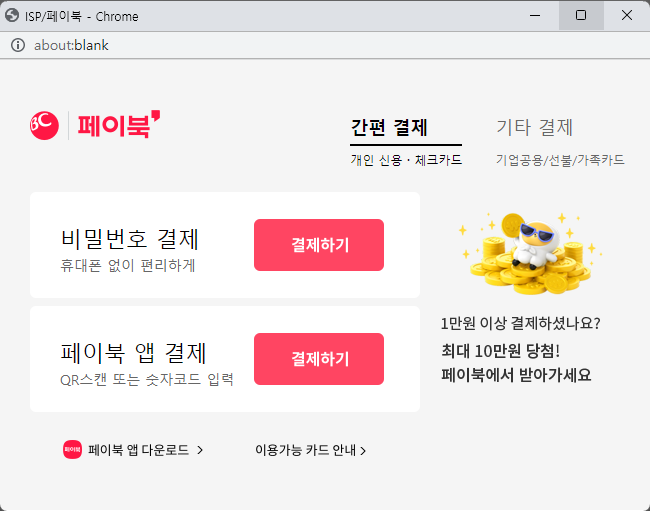 ISP/페이북 - Chrome
about:blank
BC
페이북
간편 결제
기타 결제
개인 신용 · 체크카드
기업공용/선불/가족카드
비밀번호 결제
휴대폰 없이 편리하게
결제하기
페이북 앱 결제
QR스캔 또는 숫자코드 입력
결제하기
1만원 이상 결제하셨나요?
최대 10만원 당첨!
페이북에서 받아가세요
페이북
페이북 앱 다운로드 >
이용가능 카드 안내 >